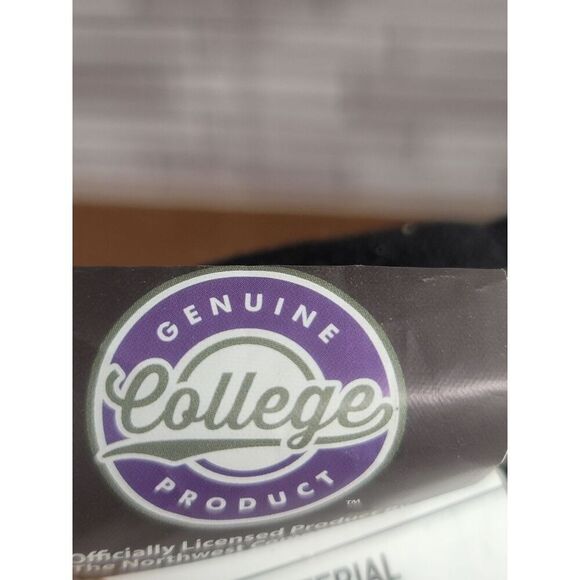 GENUINE
College
PRODUCT
™
Officially Licensed Product
The Northwest